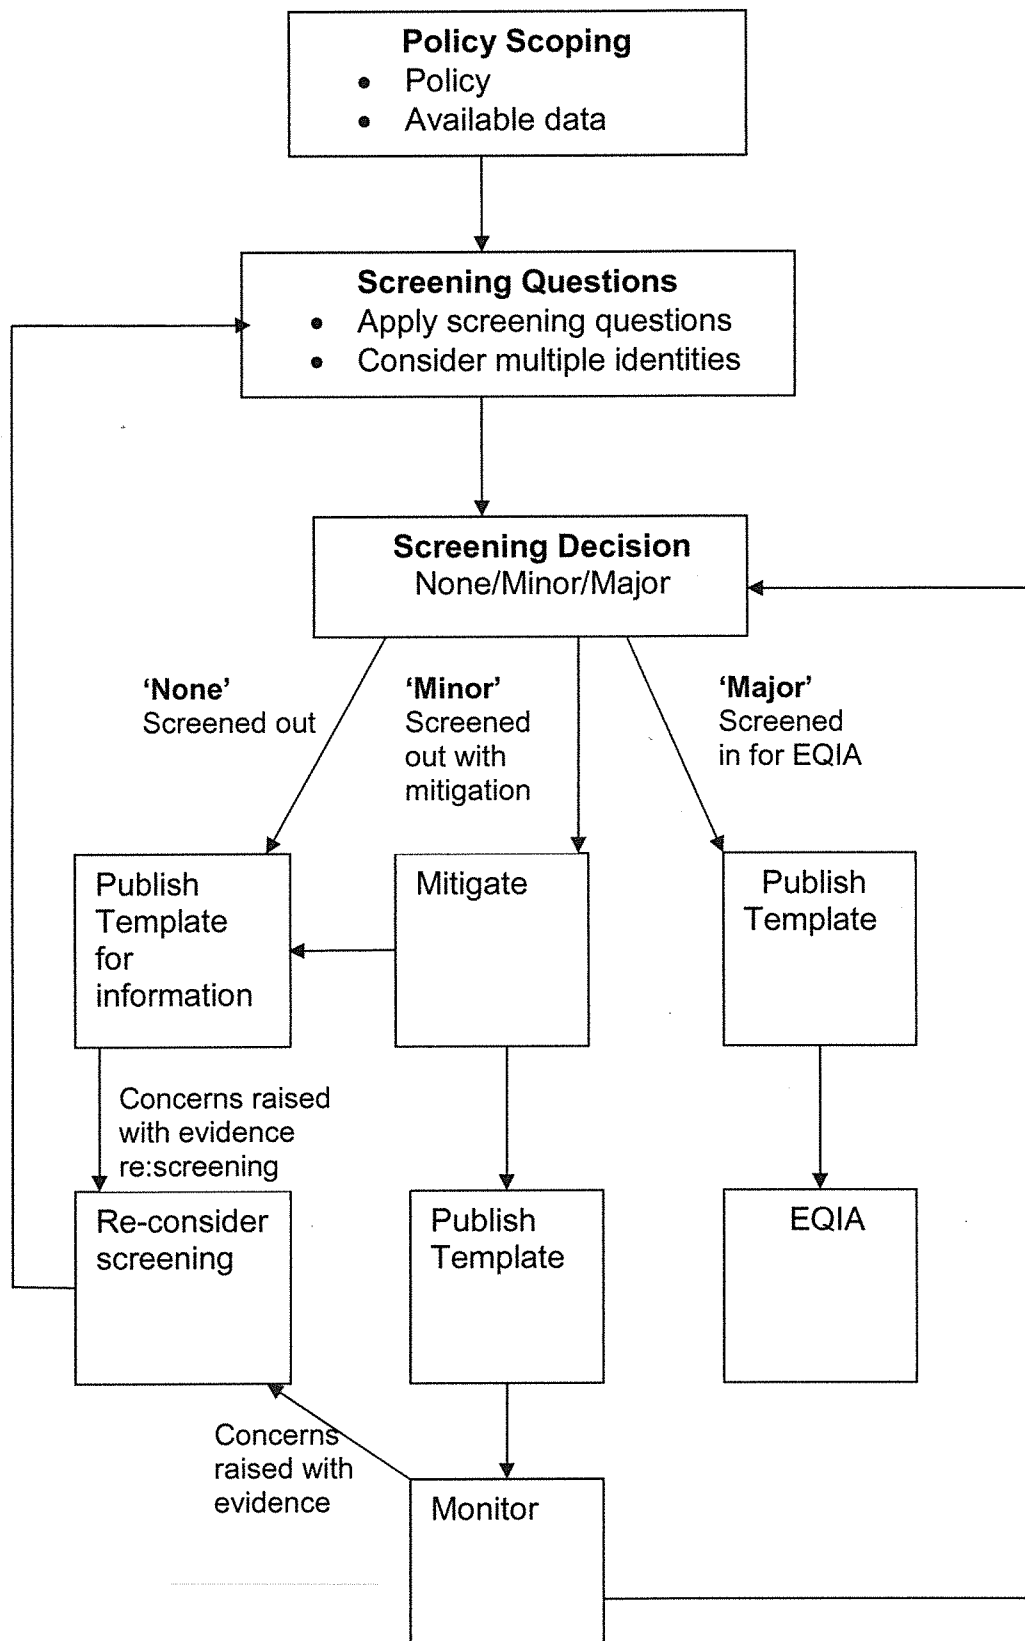 Policy Scoping
• Policy
• Available data
Screening Questions
• Apply screening questions
• Consider multiple identities
Screening Decision
None/Minor/Major
‘None’
Screened out
‘Minor’
Screened
out with
mitigation
‘Major’
Screened
in for EQIA
Publish
Template
for
information
Mitigate
Publish
Template
Concerns raised
with evidence
re:screening
Re-consider
screening
Publish
Template
EQIA
Concerns
raised with
evidence
Monitor